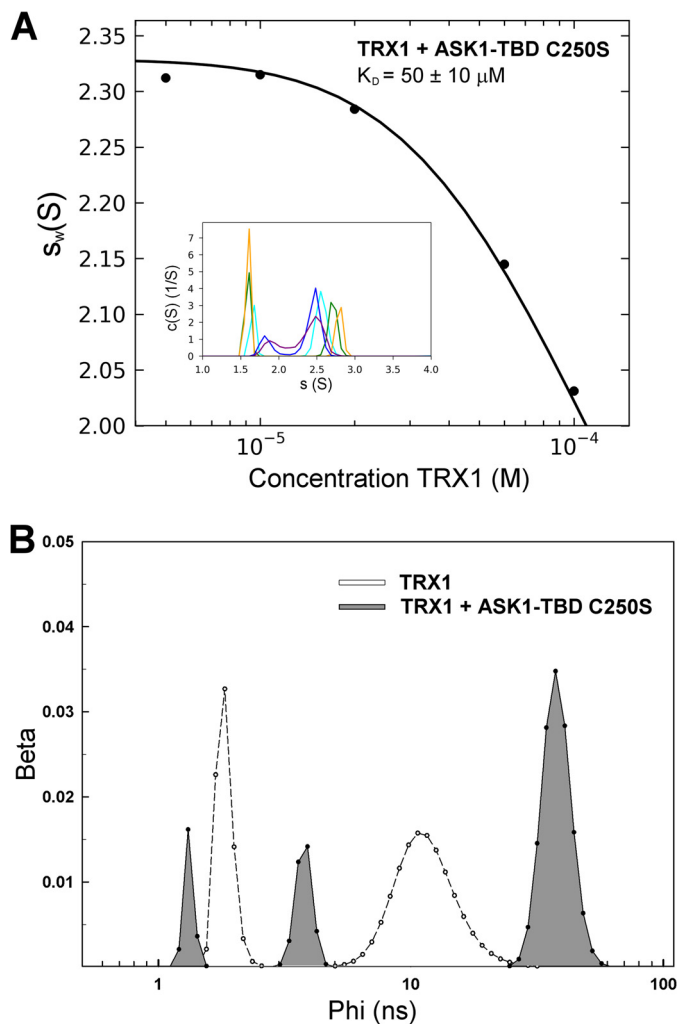 A
TRX1 + ASK1-TBD C250S
K_D = 50 ± 10 µM
2.35
2.30
2.25
2.20
2.15
2.10
2.05
2.00
s_w(S)
7
6
5
4
3
2
1
0
c(S) (1/S)
1.0 1.5 2.0 2.5 3.0 3.5 4.0
s (S)
10⁻⁵ 10⁻⁴
Concentration TRX1 (M)
B
0.05
0.04
0.03
0.02
0.01
Beta
TRX1
TRX1 + ASK1-TBD C250S
1 10 100
Phi (ns)